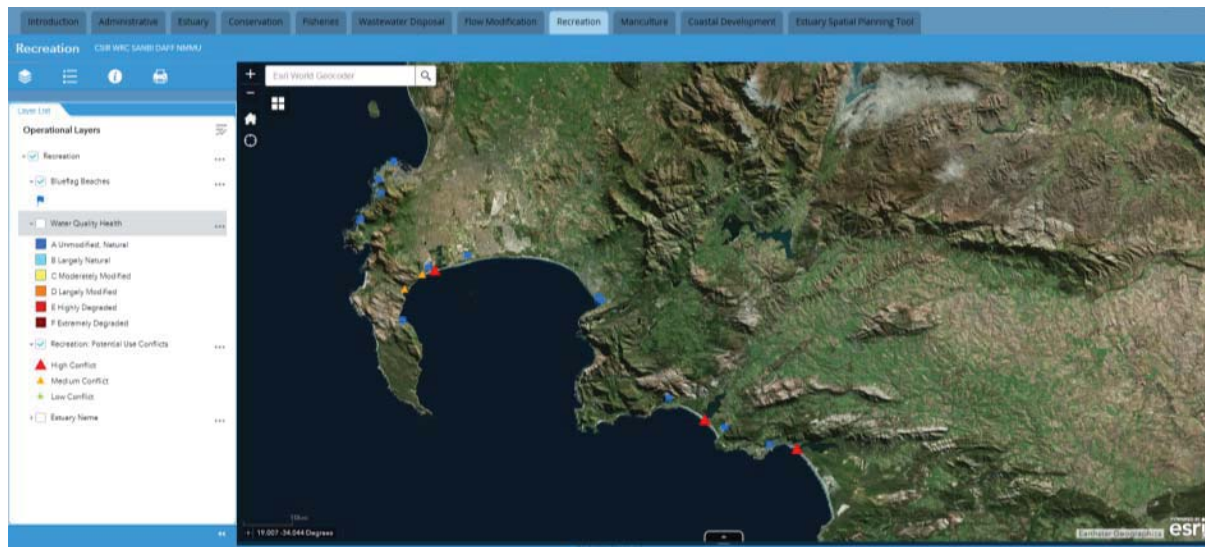 Introduction Administrative Estuary Conservation Fisheries Wastewater Disposal Flow Modification Recreation Mariculture Coastal Development Estuary Spatial Planning Tool
Recreation CSIR WRC SANBI DAFF NMMU
Esri World Geocoder
Layer List
Operational Layers
Recreation
Blueflag Beaches
Water Quality Health
A Unmodified, Natural
B Largely Natural
C Moderately Modified
D Largely Modified
E Highly Degraded
F Extremely Degraded
Recreation: Potential Use Conflicts
High Conflict
Medium Conflict
Low Conflict
Estuary Name
19.007 -34.044 Degrees
Earthstar Geographics
POWERED BY
esri